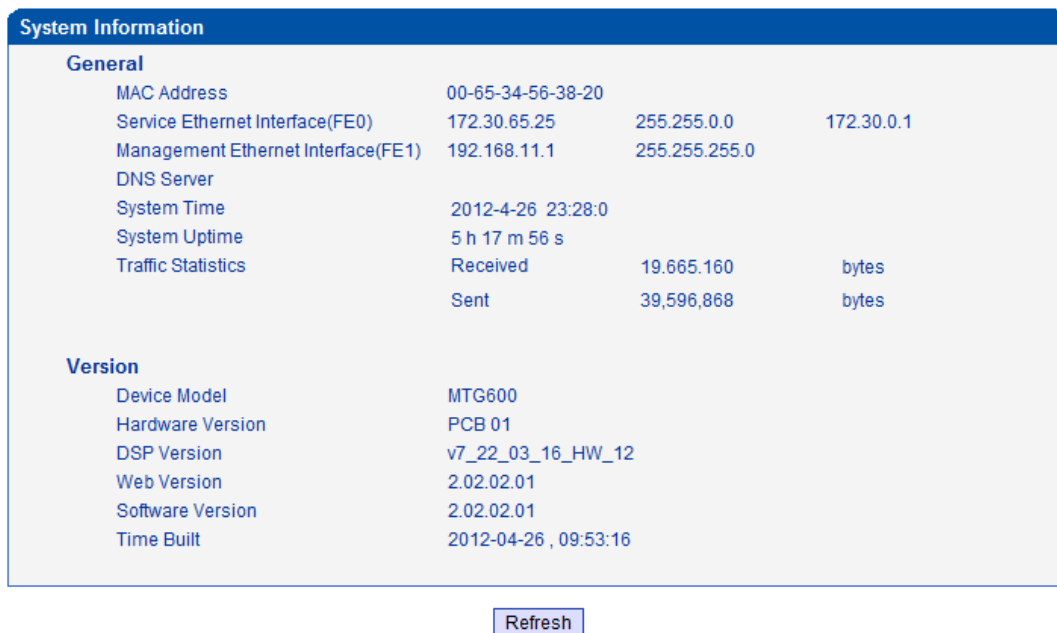 System Information
General
MAC Address 00-65-34-56-38-20
Service Ethernet Interface(FE0) 172.30.65.25 255.255.0.0 172.30.0.1
Management Ethernet Interface(FE1) 192.168.11.1 255.255.255.0
DNS Server
System Time 2012-4-26 23:28:0
System Uptime 5 h 17 m 56 s
Traffic Statistics Received 19.665.160 bytes
Sent 39,596,868 bytes
Version
Device Model MTG600
Hardware Version PCB 01
DSP Version v7_22_03_16_HW_12
Web Version 2.02.02.01
Software Version 2.02.02.01
Time Built 2012-04-26 , 09:53:16
Refresh